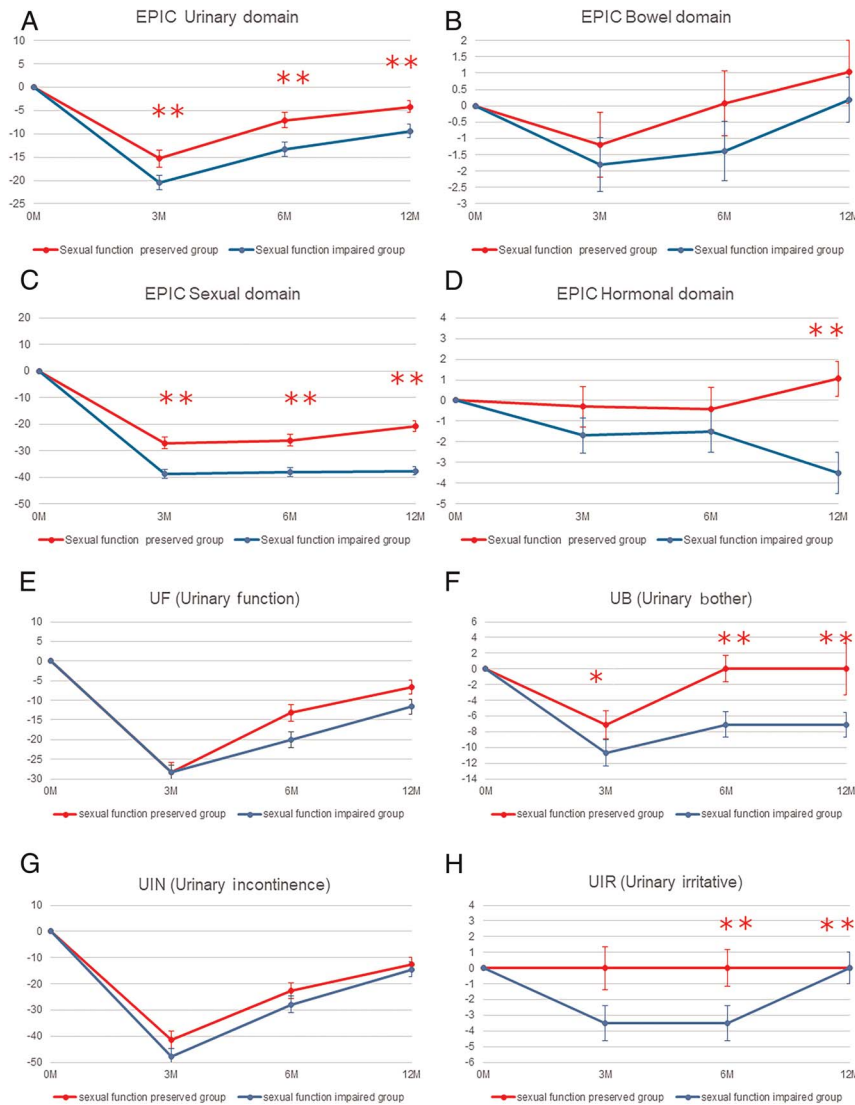 A
EPIC Urinary domain
10
5
0
-5
-10
-15
-20
-25
** ** **
0M 3M 6M 12M
Sexual function preserved group Sexual function impaired group
B
EPIC Bowel domain
2
1.5
1
0.5
0
-0.5
-1
-1.5
-2
-2.5
-3
0M 3M 6M 12M
Sexual function preserved group Sexual function impaired group
C
EPIC Sexual domain
20
10
0
-10
-20
-30
-40
-50
** ** **
0M 3M 6M 12M
Sexual function preserved group Sexual function impaired group
D
EPIC Hormonal domain
4
3
2
1
0
-1
-2
-3
-4
-5
**
0M 3M 6M 12M
Sexual function preserved group Sexual function impaired group
E
UF (Urinary function)
10
5
0
-5
-10
-15
-20
-25
-30
0M 3M 6M 12M
sexual function preserved group sexual function impaired group
F
UB (Urinary bother)
6
4
2
0
-2
-4
-6
-8
-10
-12
-14
* ** **
0M 3M 6M 12M
sexual function preserved group sexual function impaired group
G
UIN (Urinary incontinence)
10
0
-10
-20
-30
-40
-50
0M 3M 6M 12M
sexual function preserved group sexual function impaired group
H
UIR (Urinary irritative)
4
3
2
1
0
-1
-2
-3
-4
-5
-6
** **
0M 3M 6M 12M
sexual function preserved group sexual function impaired group